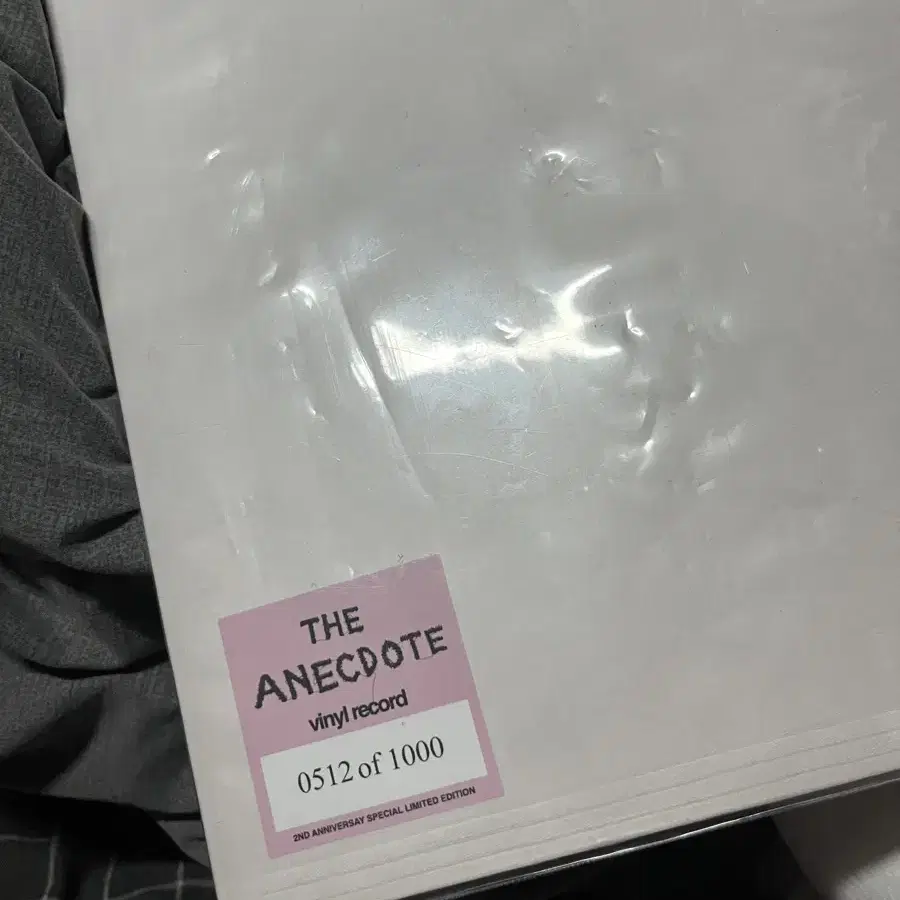 THE
ANECDOTE
vinyl record
0512 of 1000
2ND ANNIVERSAY SPECIAL LIMITED EDITION